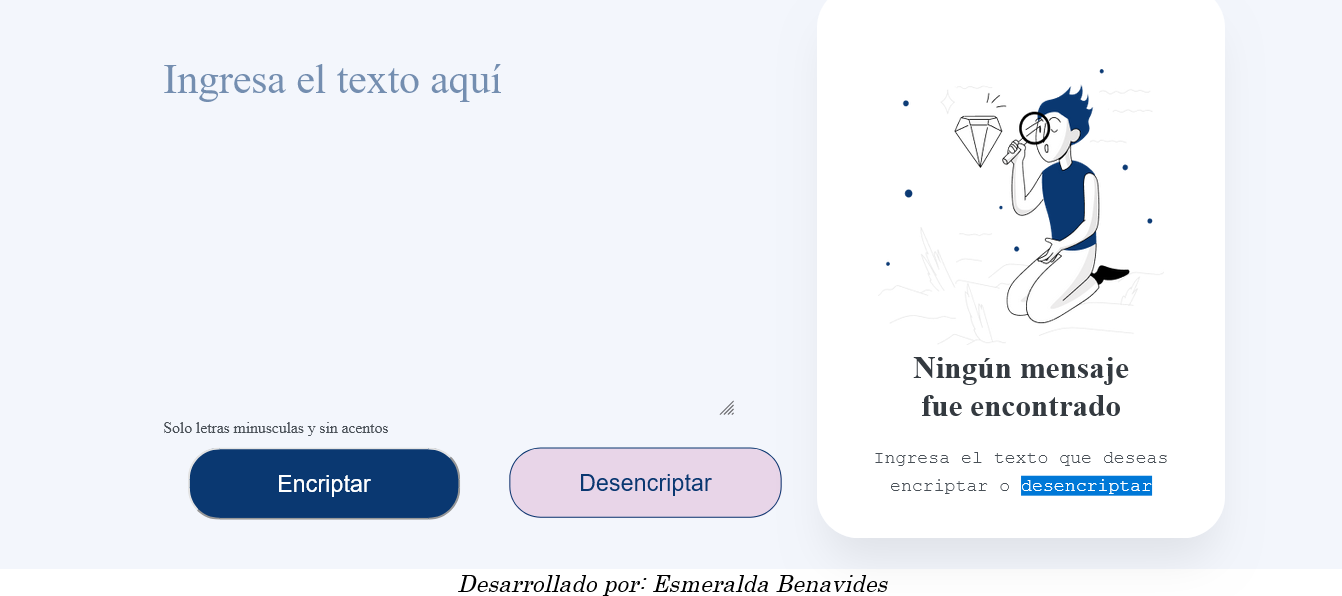 Ingresa el texto aquí
Solo letras minusculas y sin acentos
Encriptar
Desencriptar
Ningún mensaje
fue encontrado
Ingresa el texto que deseas
encriptar o desencriptar
Desarrollado por: Esmeralda Benavides